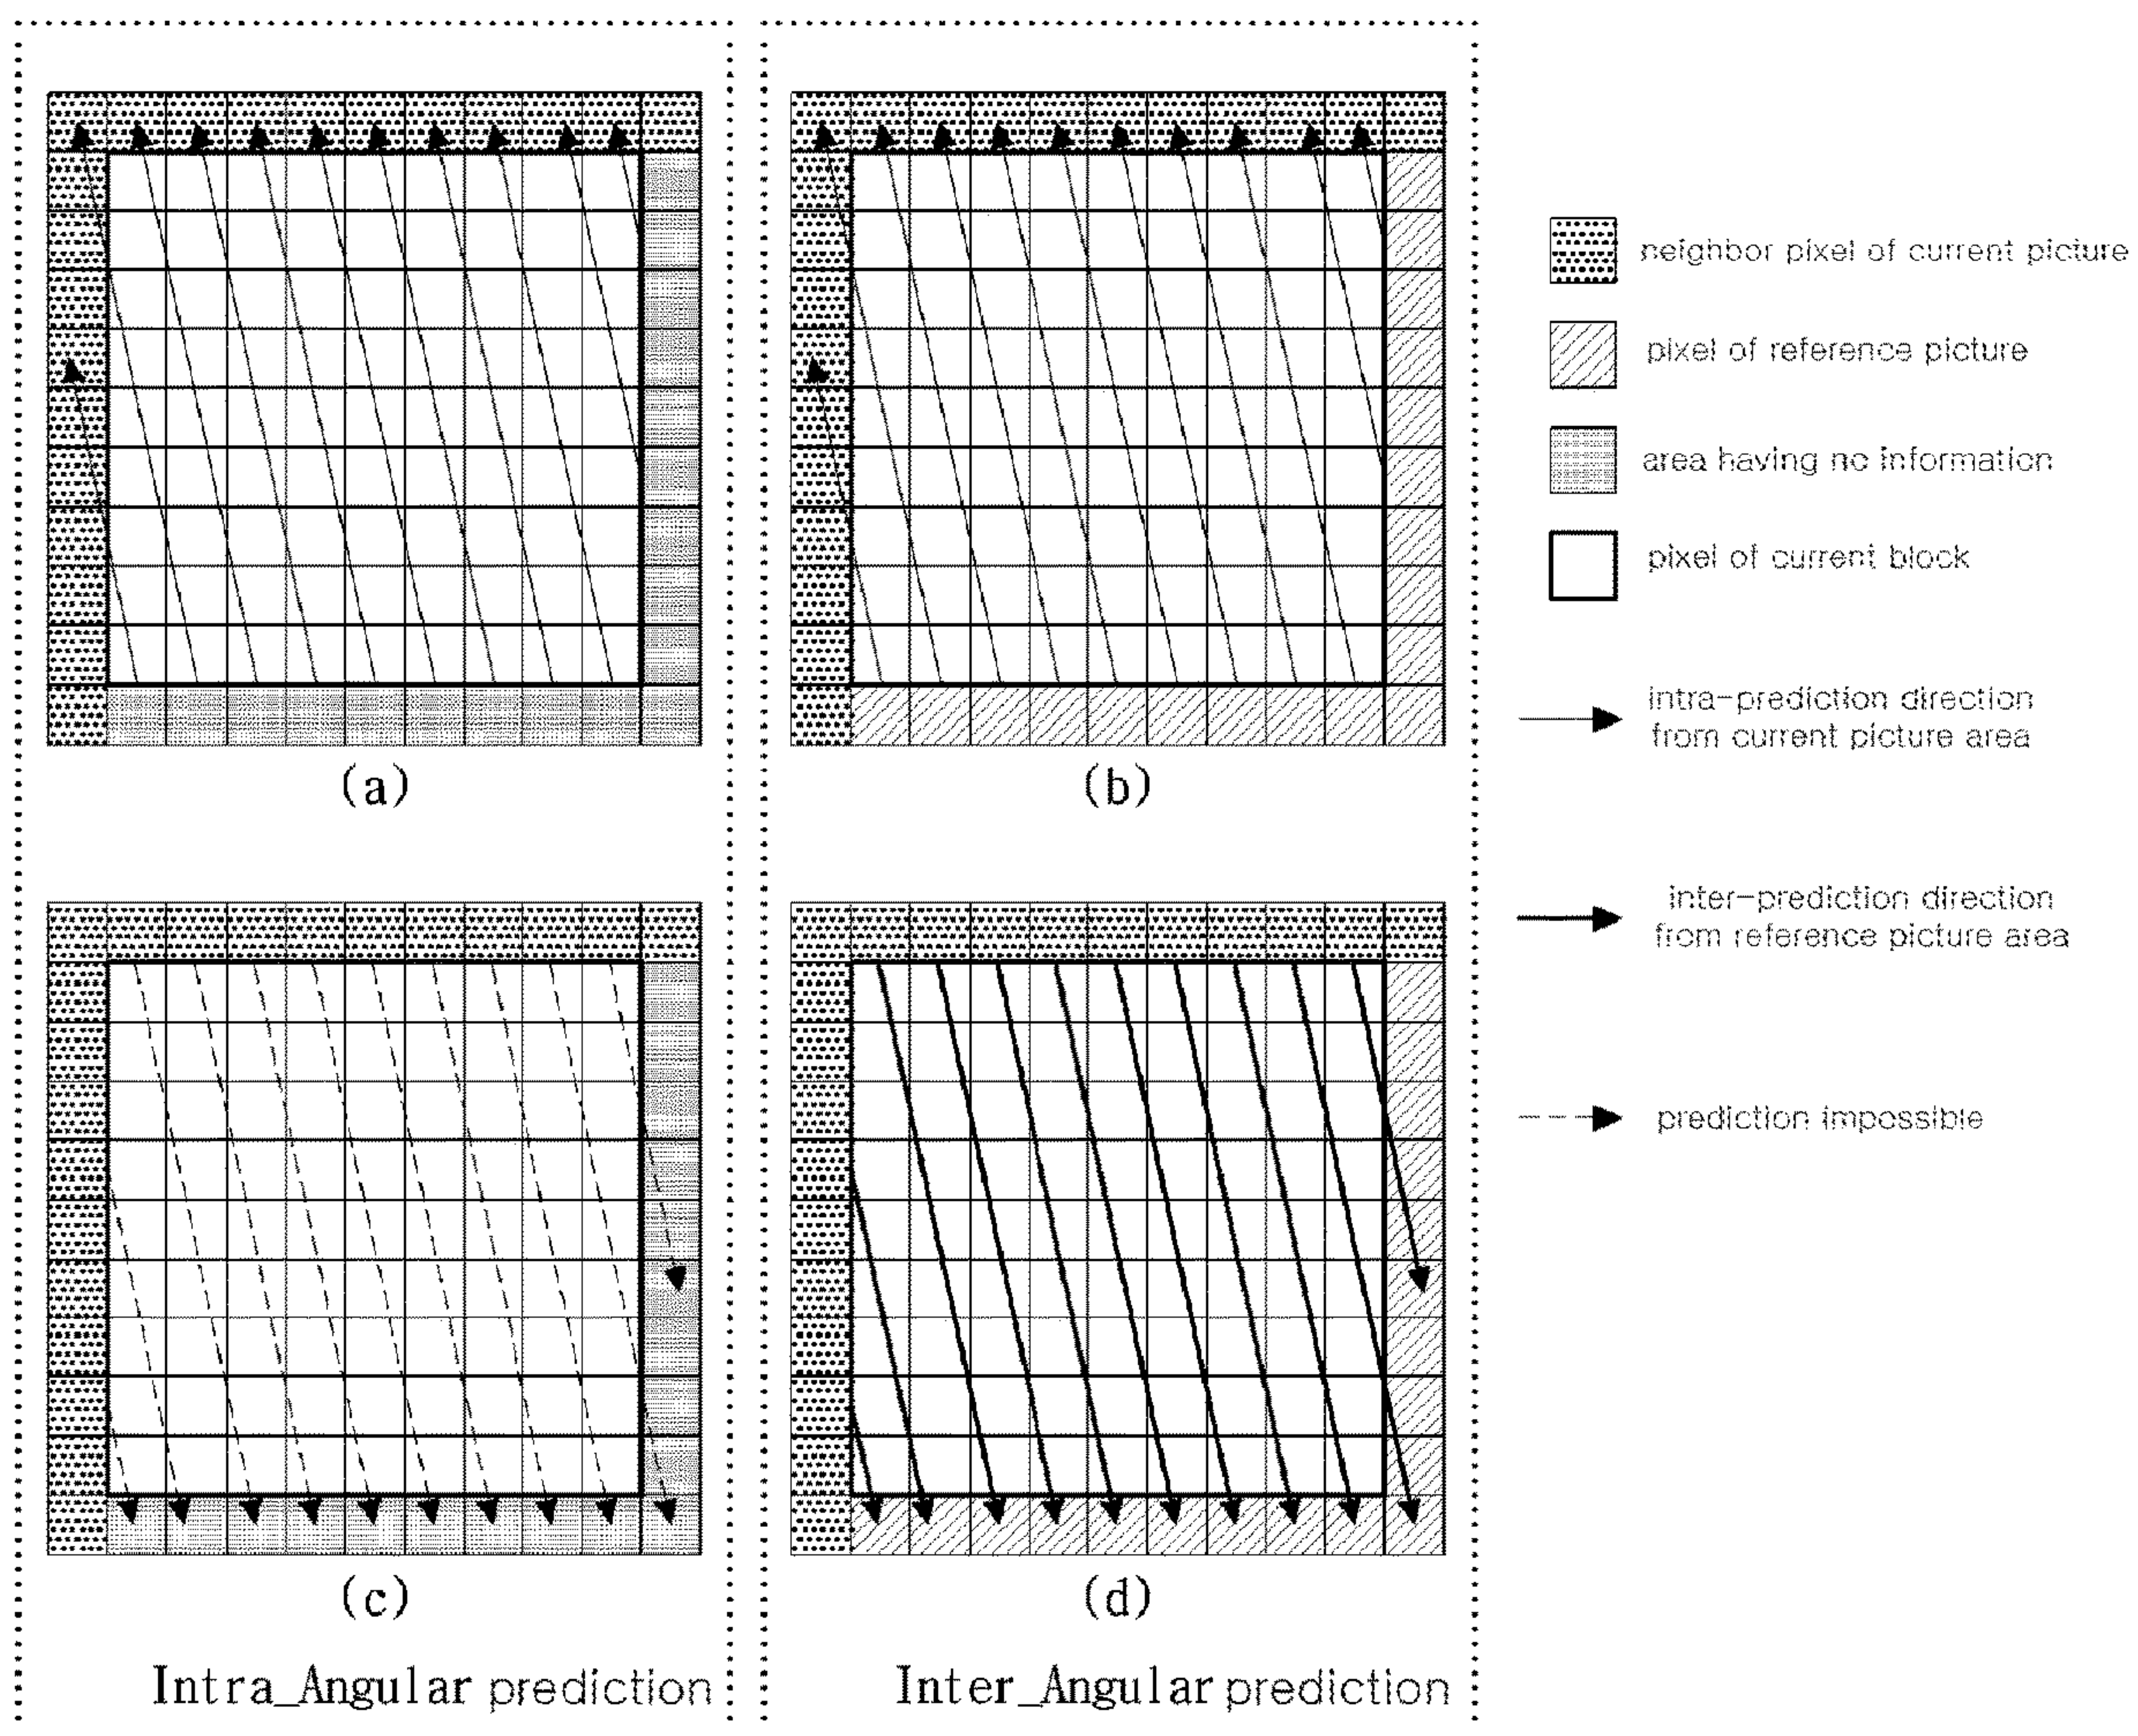 (a)
(b)
(c)
(d)
Intra_Angular prediction
Inter_Angular prediction
neighbor pixel of current picture
pixel of reference picture
area having no information
pixel of current block
intra-prediction direction
from current picture area
inter-prediction direction
from reference picture area
prediction impossible